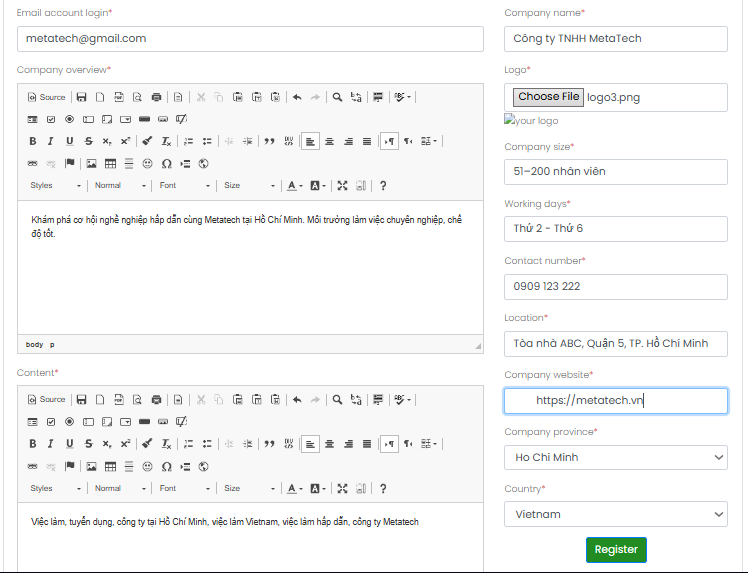 Email account login*
metatech@gmail.com
Company overview*
Source
Styles
Normal
Font
Size
Khám phá cơ hội nghề nghiệp hấp dẫn cùng Metatech tại Hồ Chí Minh. Môi trường làm việc chuyên nghiệp, chế
độ tốt.
body p
Content*
Source
Styles
Normal
Font
Size
Việc làm, tuyển dụng, công ty tại Hồ Chí Minh, việc làm Vietnam, việc làm hấp dẫn, công ty Metatech
Company name*
Công ty TNHH MetaTech
Logo*
Choose File logo3.png
your logo
Company size*
51–200 nhân viên
Working days*
Thứ 2 - Thứ 6
Contact number*
0909 123 222
Location*
Tòa nhà ABC, Quận 5, TP. Hồ Chí Minh
Company website*
https://metatech.vn
Company province*
Ho Chi Minh
Country*
Vietnam
Register